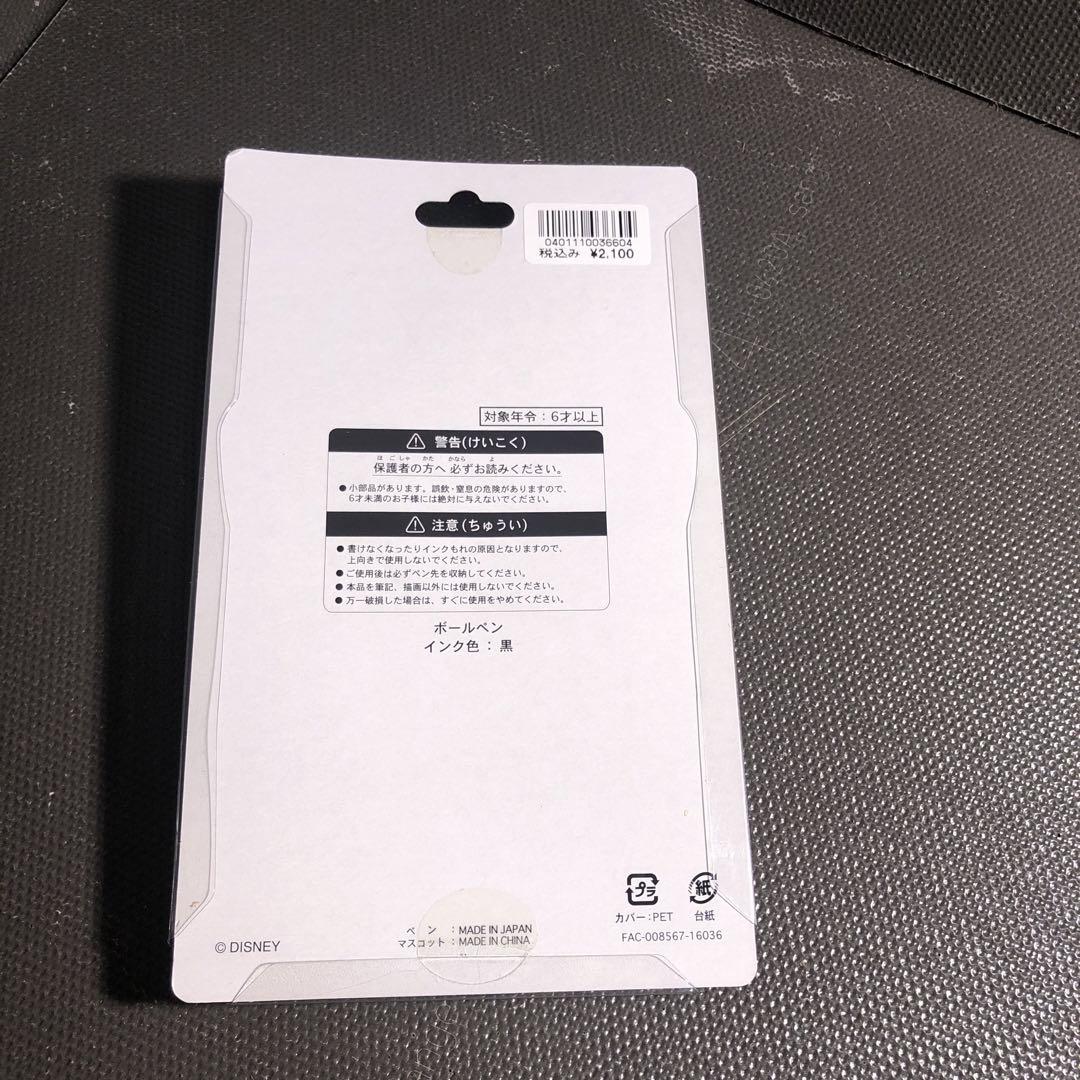 0401110036604
税込み ¥2,100
対象年令：6才以上
警告(けいこく)
ほごしゃ かた かなら よ
保護者の方へ 必ずお読みください。
●小部品があります。誤飲・窒息の危険がありますので、
6才未満のお子様には絶対に与えないでください。
注意(ちゅうい)
●書けなくなったりインクもれの原因となりますので、
上向きで使用しないでください。
●ご使用後は必ずペン先を収納してください。
●本品を筆記、描画以外には使用しないでください。
●万一破損した場合は、すぐに使用をやめてください。
ボールペン
インク色：黒
プラ
紙
カバー：PET
台紙
© DISNEY
ペン：MADE IN JAPAN
マスコット：MADE IN CHINA
FAC-008567-16036